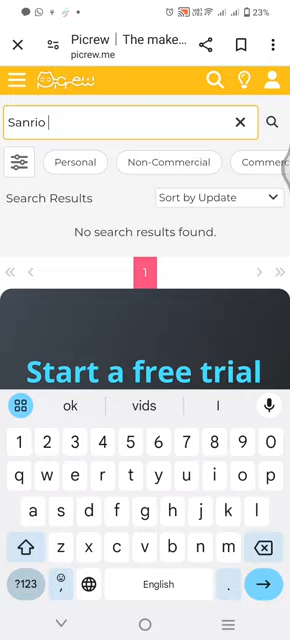 23%
Picrew｜The make...
picrew.me
Picrew
Sanrio
Personal
Non-Commercial
Commerc
Search Results
Sort by Update
No search results found.
1
Start a free trial
ok vids I
1 2 3 4 5 6 7 8 9 0
q w e r t y u i o p
a s d f g h j k l
z x c v b n m
?123 , English .